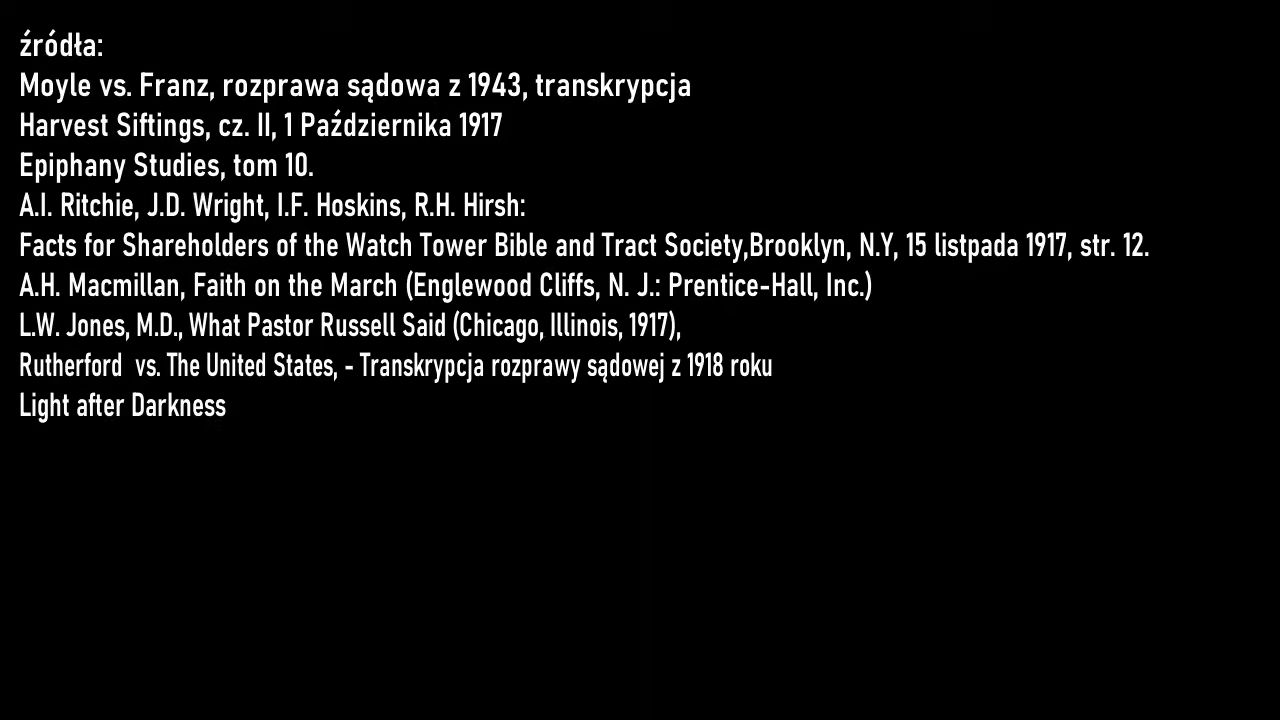 źródła:
Moyle vs. Franz, rozprawa sądowa z 1943, transkrypcja
Harvest Siftings, cz. II, 1 Października 1917
Epiphany Studies, tom 10.
A.I. Ritchie, J.D. Wright, I.F. Hoskins, R.H. Hirsh:
Facts for Shareholders of the Watch Tower Bible and Tract Society,Brooklyn, N.Y, 15 listpada 1917, str. 12.
A.H. Macmillan, Faith on the March (Englewood Cliffs, N. J.: Prentice-Hall, Inc.)
L.W. Jones, M.D., What Pastor Russell Said (Chicago, Illinois, 1917),
Rutherford  vs. The United States, - Transkrypcja rozprawy sądowej z 1918 roku
Light after Darkness